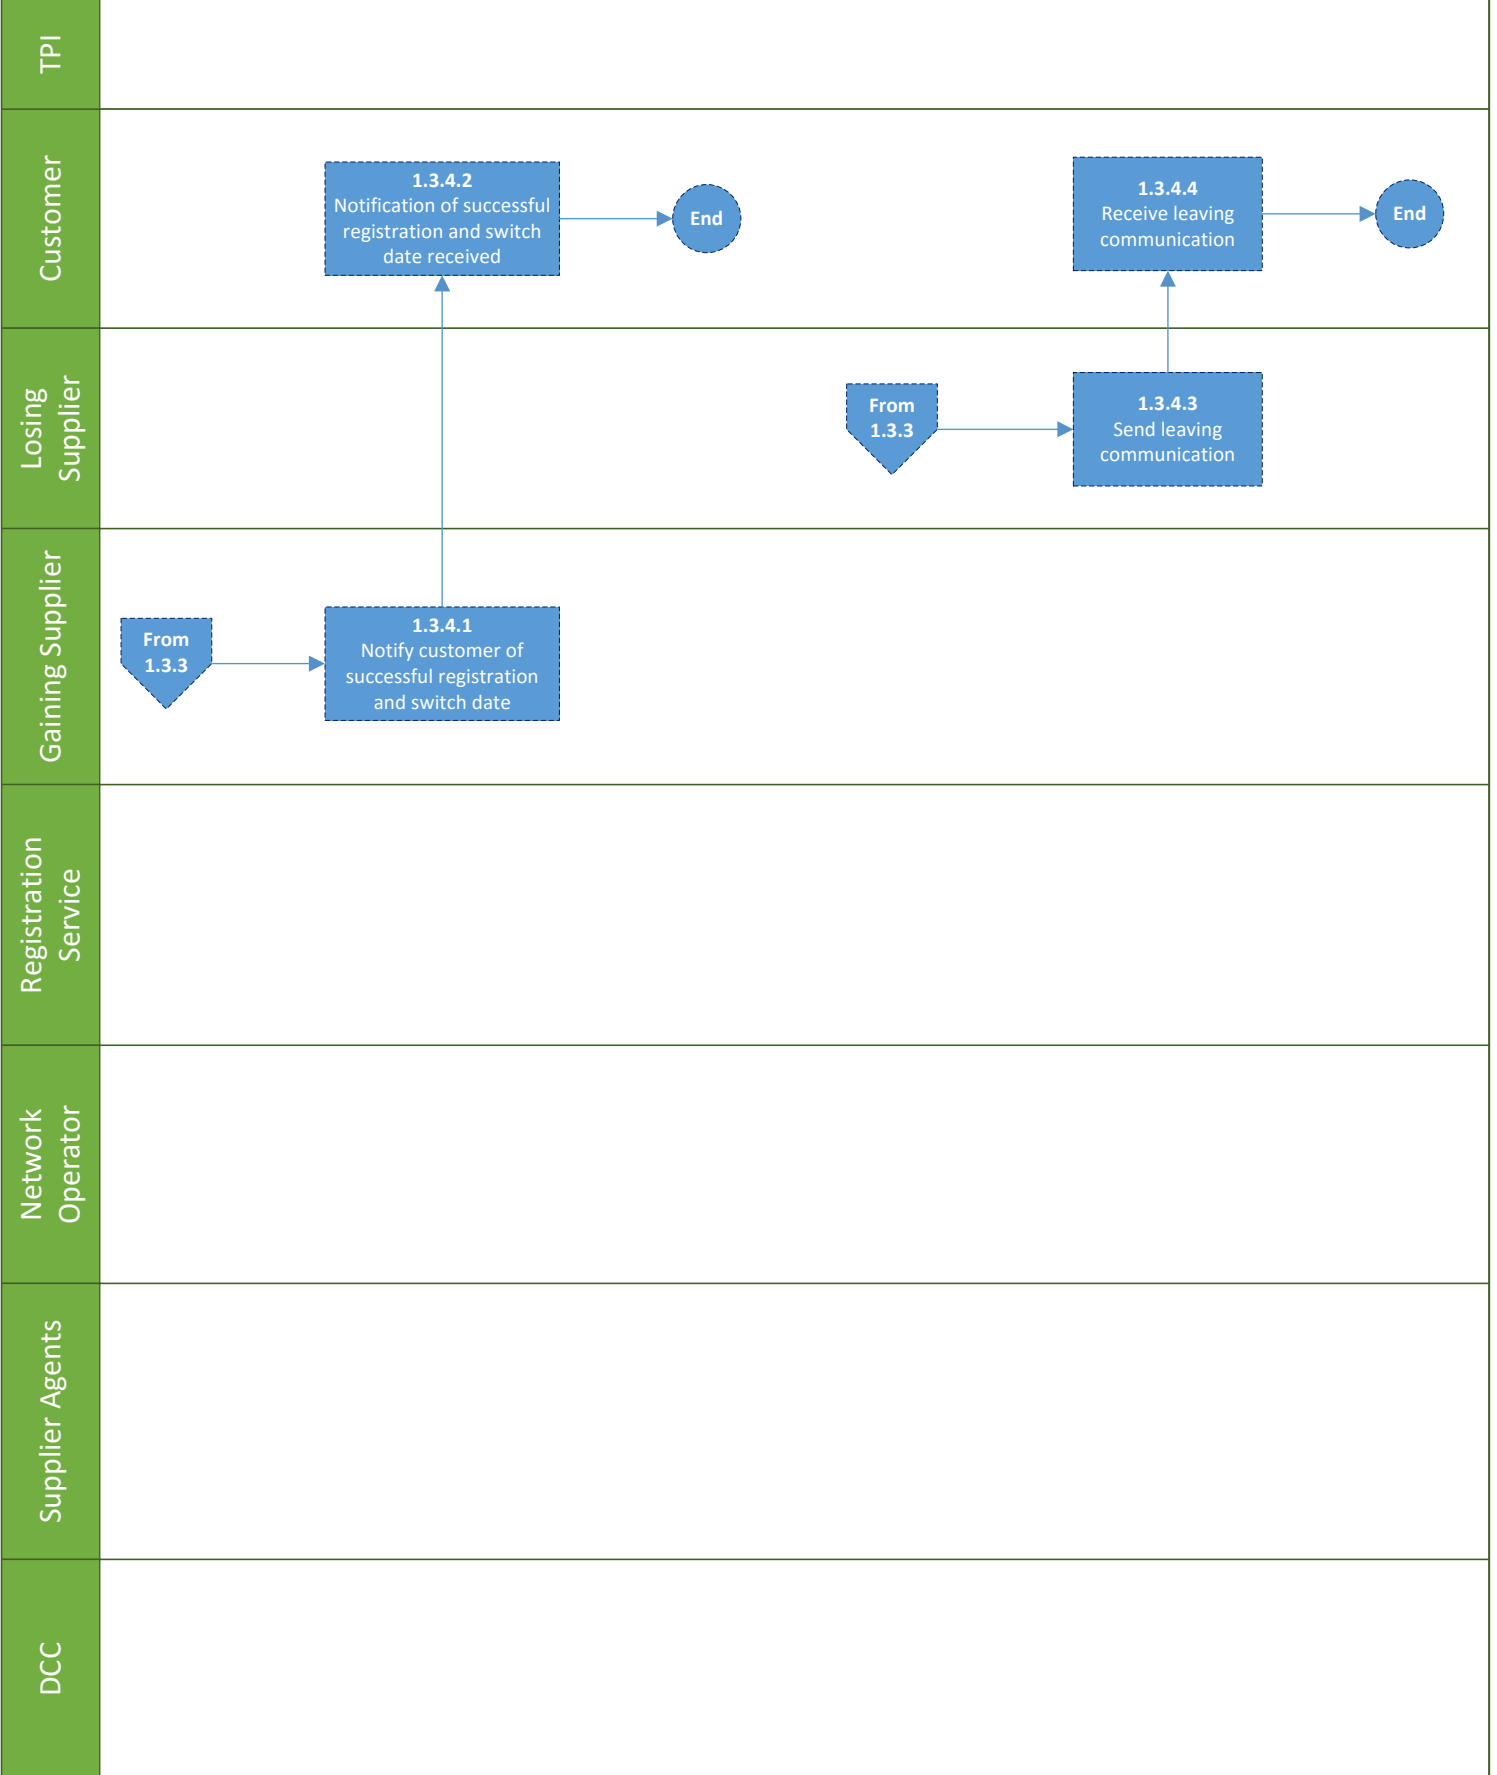 TPI
Customer
1.3.4.2
Notification of successful
registration and switch
date received
End
1.3.4.4
Receive leaving
communication
End
Losing
Supplier
From
1.3.3
1.3.4.3
Send leaving
communication
Gaining Supplier
From
1.3.3
1.3.4.1
Notify customer of
successful registration
and switch date
Registration
Service
Network
Operator
Supplier Agents
DCC